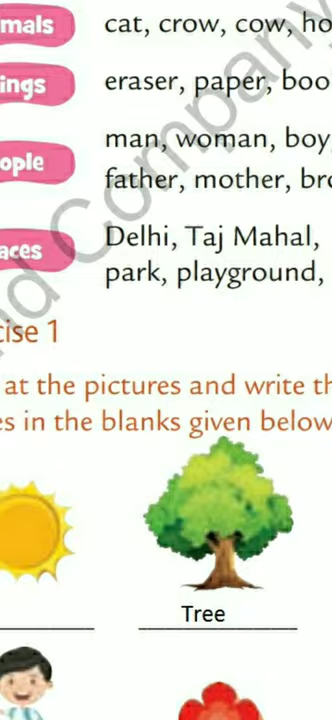 mals cat, crow, cow, ho
ings eraser, paper, boo
ople man, woman, boy,
father, mother, bro
aces Delhi, Taj Mahal,
park, playground,
cise 1
at the pictures and write th
es in the blanks given below
Tree
d Company